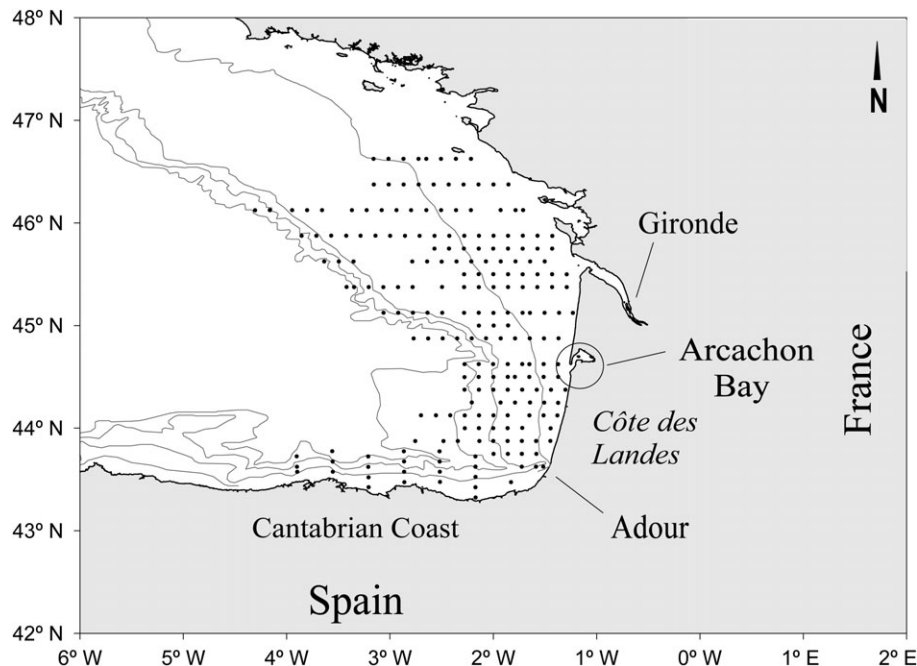 48° N
47° N
46° N
45° N
44° N
43° N
42° N
N
Gironde
Arcachon
Bay
France
Côte des
Landes
Adour
Cantabrian Coast
Spain
6° W
5° W
4° W
3° W
2° W
1° W
0° W
1° W
2° E